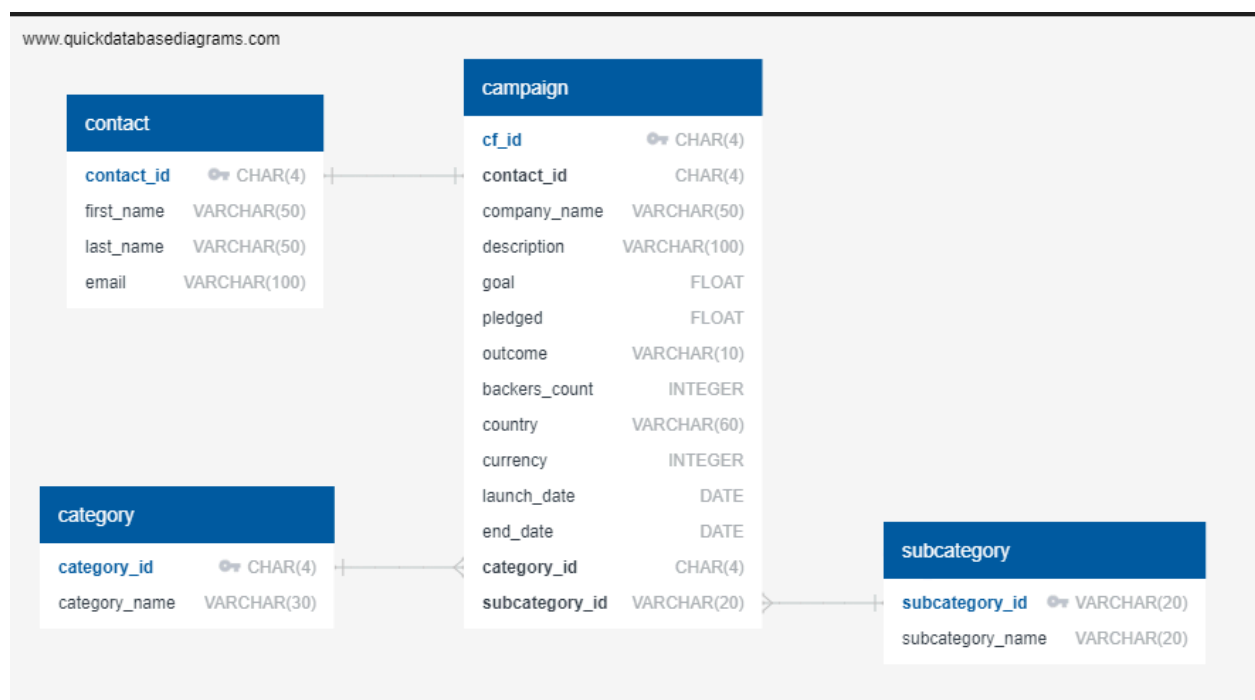 www.quickdatabasediagrams.com
contact
contact_id CHAR(4)
first_name VARCHAR(50)
last_name VARCHAR(50)
email VARCHAR(100)
campaign
cf_id CHAR(4)
contact_id CHAR(4)
company_name VARCHAR(50)
description VARCHAR(100)
goal FLOAT
pledged FLOAT
outcome VARCHAR(10)
backers_count INTEGER
country VARCHAR(60)
currency INTEGER
launch_date DATE
end_date DATE
category_id CHAR(4)
subcategory_id VARCHAR(20)
category
category_id CHAR(4)
category_name VARCHAR(30)
subcategory
subcategory_id VARCHAR(20)
subcategory_name VARCHAR(20)